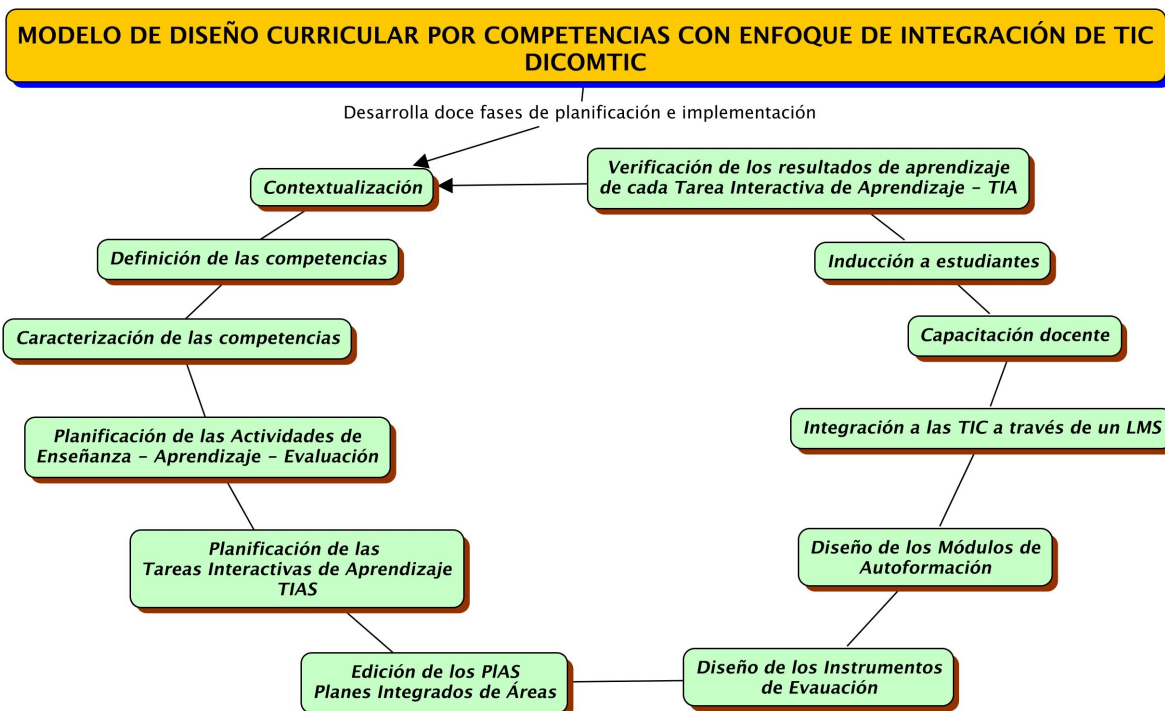 MODELO DE DISEÑO CURRICULAR POR COMPETENCIAS CON ENFOQUE DE INTEGRACIÓN DE TIC
DICOMTIC
Desarrolla doce fases de planificación e implementación
Contextualización
Verificación de los resultados de aprendizaje
de cada Tarea Interactiva de Aprendizaje – TIA
Definición de las competencias
Inducción a estudiantes
Caracterización de las competencias
Capacitación docente
Planificación de las Actividades de
Enseñanza – Aprendizaje – Evaluación
Integración a las TIC a través de un LMS
Planificación de las
Tareas Interactivas de Aprendizaje
TIAS
Diseño de los Módulos de
Autoformación
Edición de los PIAS
Planes Integrados de Áreas
Diseño de los Instrumentos
de Evauación